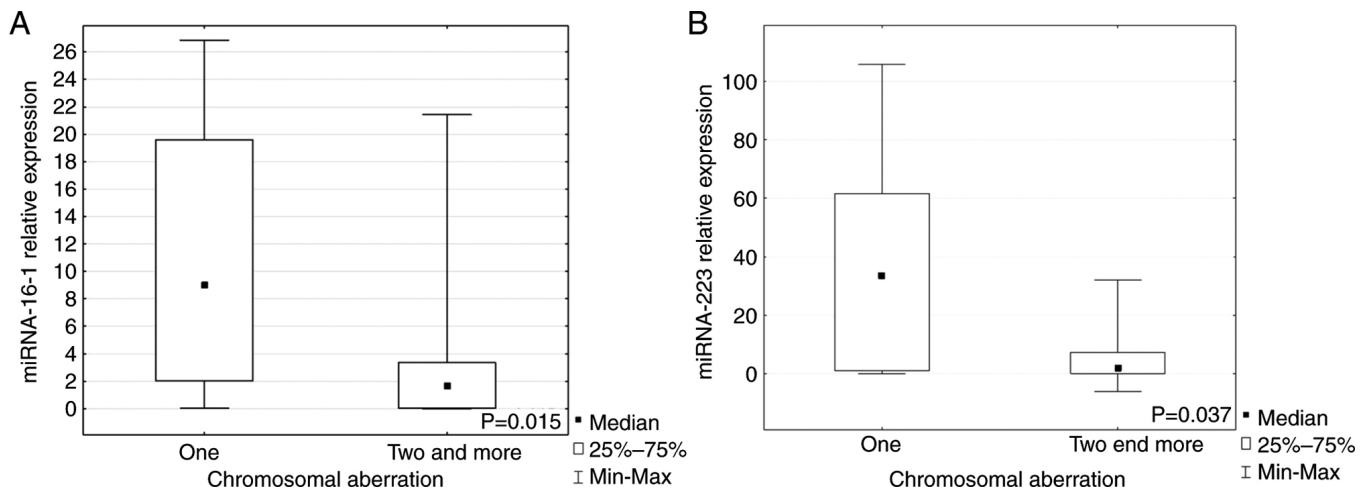 A
miRNA-16-1 relative expression
26
24
22
20
18
16
14
12
10
8
6
4
2
0
One
Two and more
Chromosomal aberration
P=0.015
Median
25%–75%
Min-Max
B
miRNA-223 relative expression
100
80
60
40
20
0
One
Two end more
Chromosomal aberration
P=0.037
Median
25%–75%
Min-Max